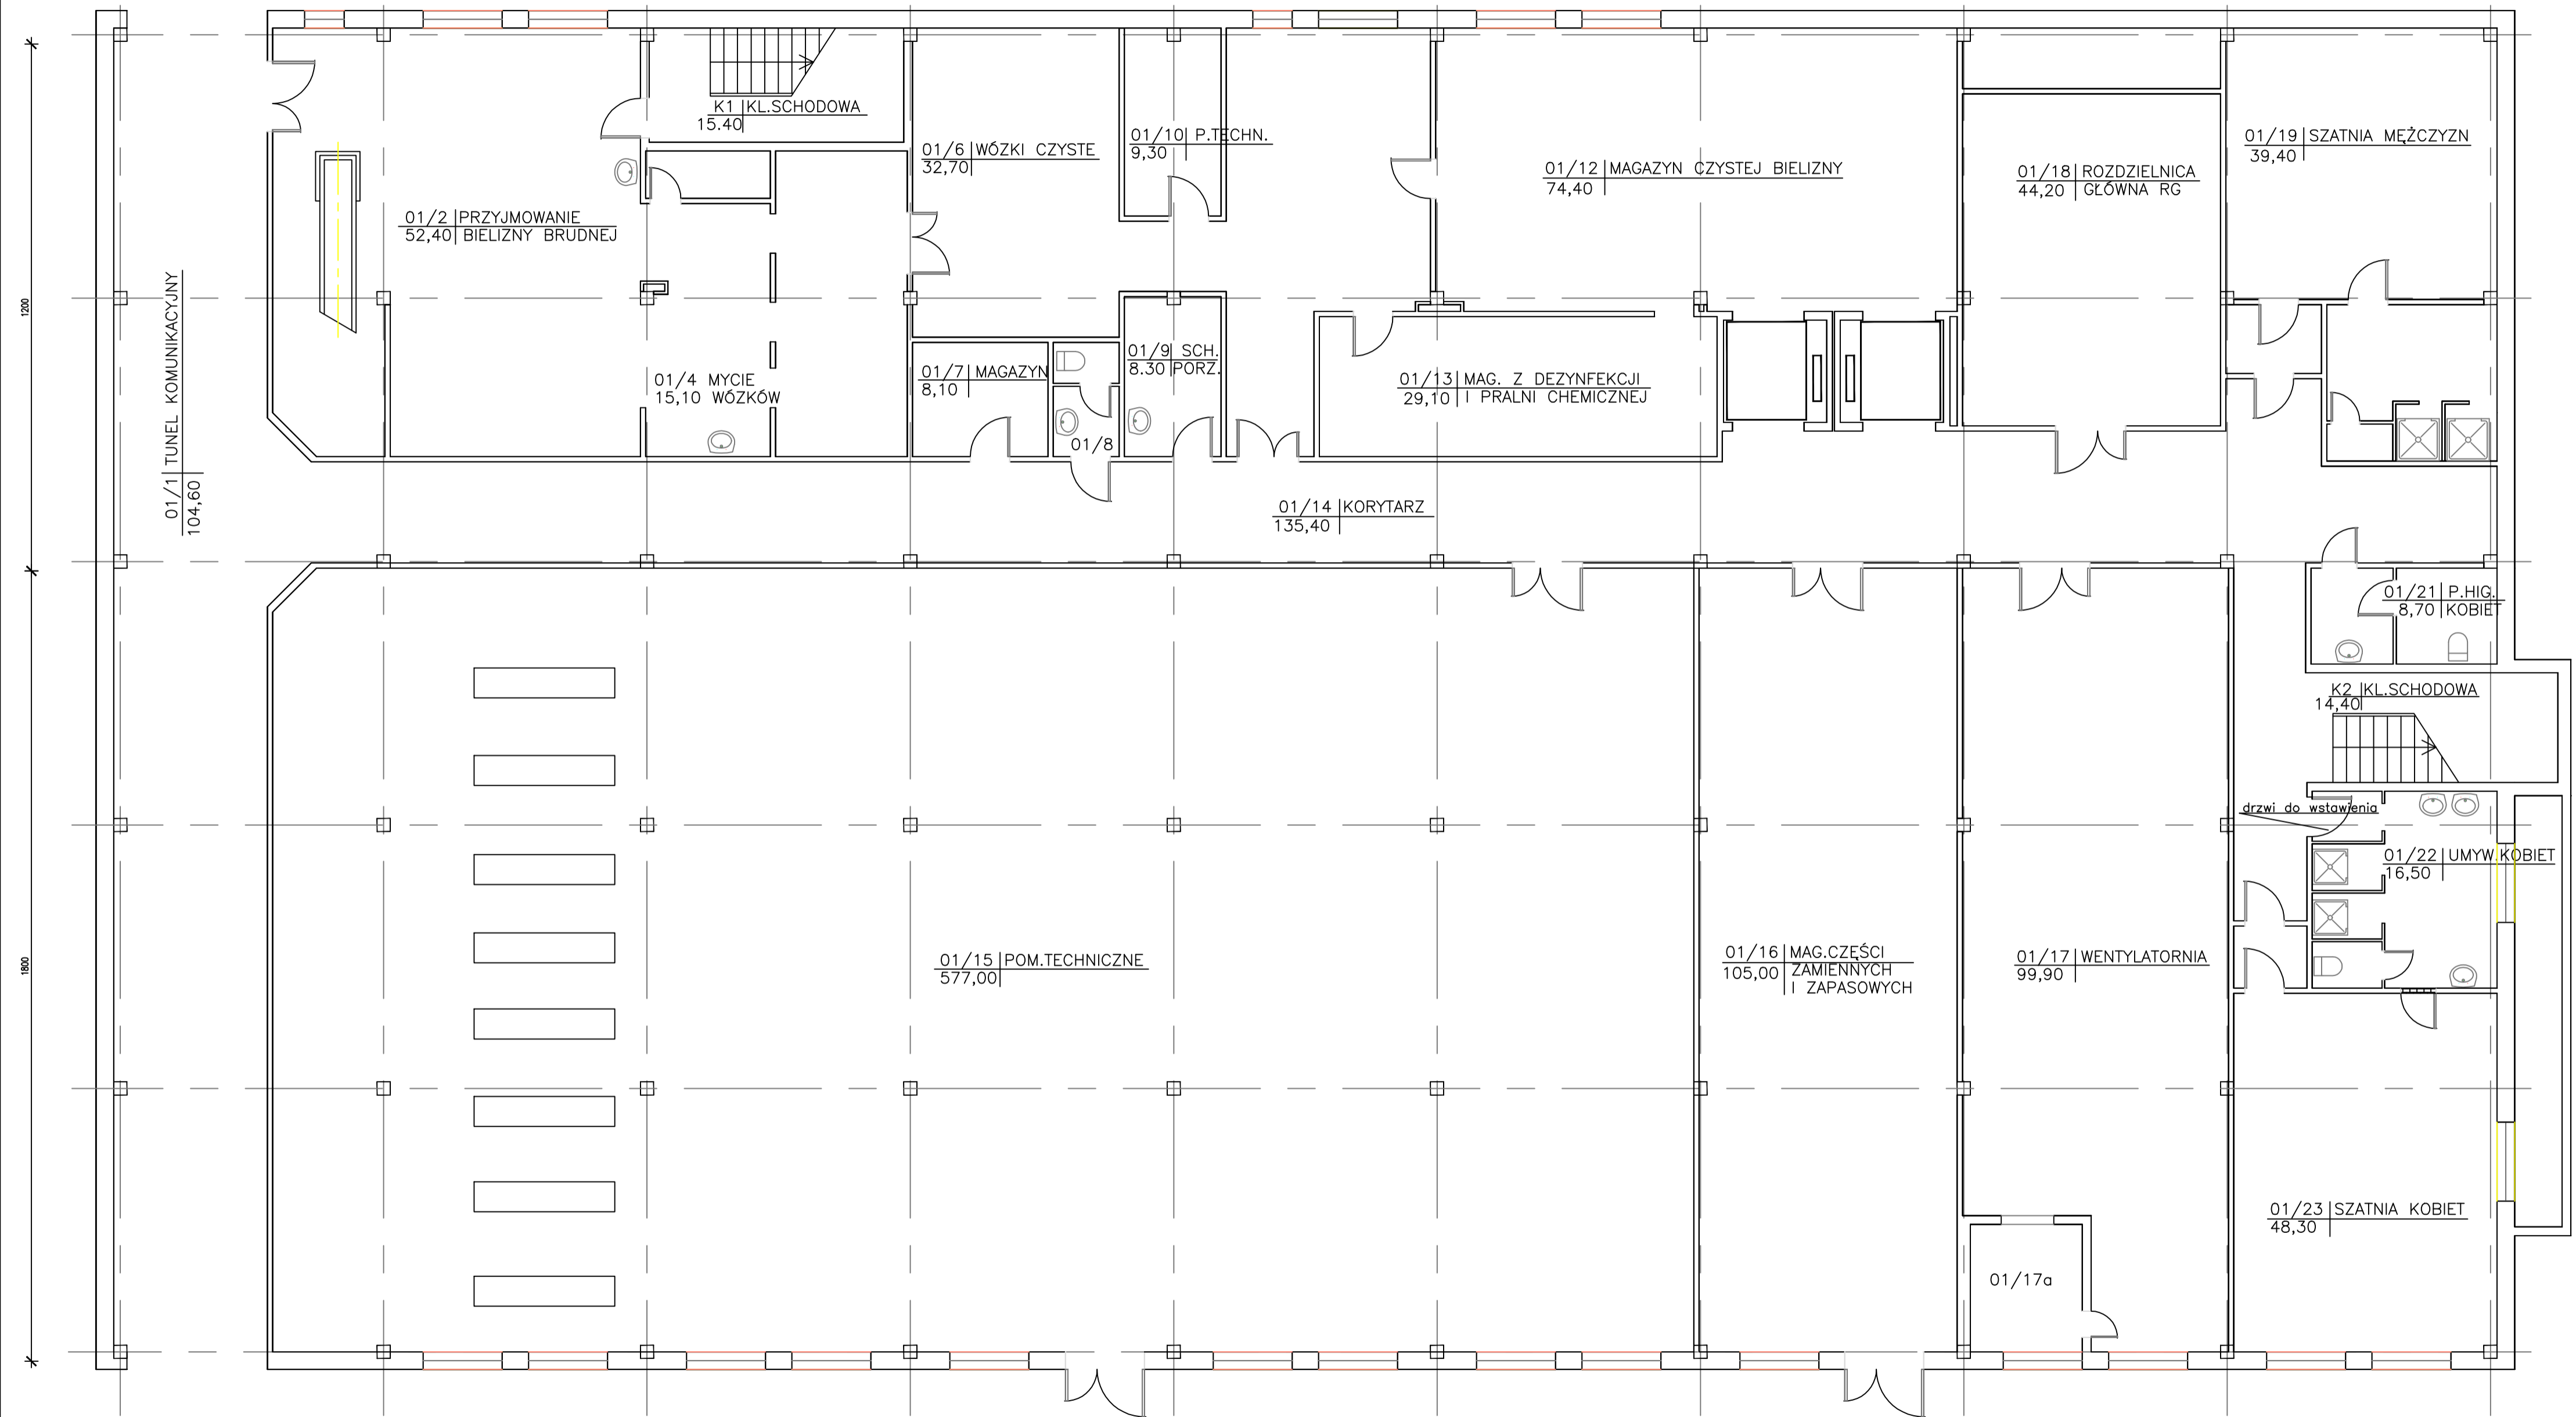 K1 KL.SCHODOWA
15.40
01/6 WÓZKI CZYSTE
32,70
01/10 P.TECHN.
9,30
01/12 MAGAZYN CZYSTEJ BIELIZNY
74,40
01/18 ROZDZIELNICA
44,20 GŁÓWNA RG
01/19 SZATNIA MĘŻCZYZN
39,40
01/2 PRZYJMOWANIE
52,40 BIELIZNY BRUDNEJ
1200
01/1 TUNEL KOMUNIKACYJNY
104,60
01/4 MYCIE
15,10 WÓZKÓW
01/7 MAGAZYN
8,10
01/8
01/9 SCH.
8.30 PORZ.
01/13 MAG. Z DEZYNFEKCJI
29,10 I PRALNI CHEMICZNEJ
01/14 KORYTARZ
135,40
01/21 P.HIG.
8,70 KOBIET
K2 KL.SCHODOWA
14,40
drzwi do wstawienia
01/22 UMYW.KOBIET
16,50
1800
01/15 POM.TECHNICZNE
577,00
01/16 MAG.CZĘŚCI
105,00 ZAMIENNYCH
I ZAPASOWYCH
01/17 WENTYLATORNIA
99,90
01/17a
01/23 SZATNIA KOBIET
48,30